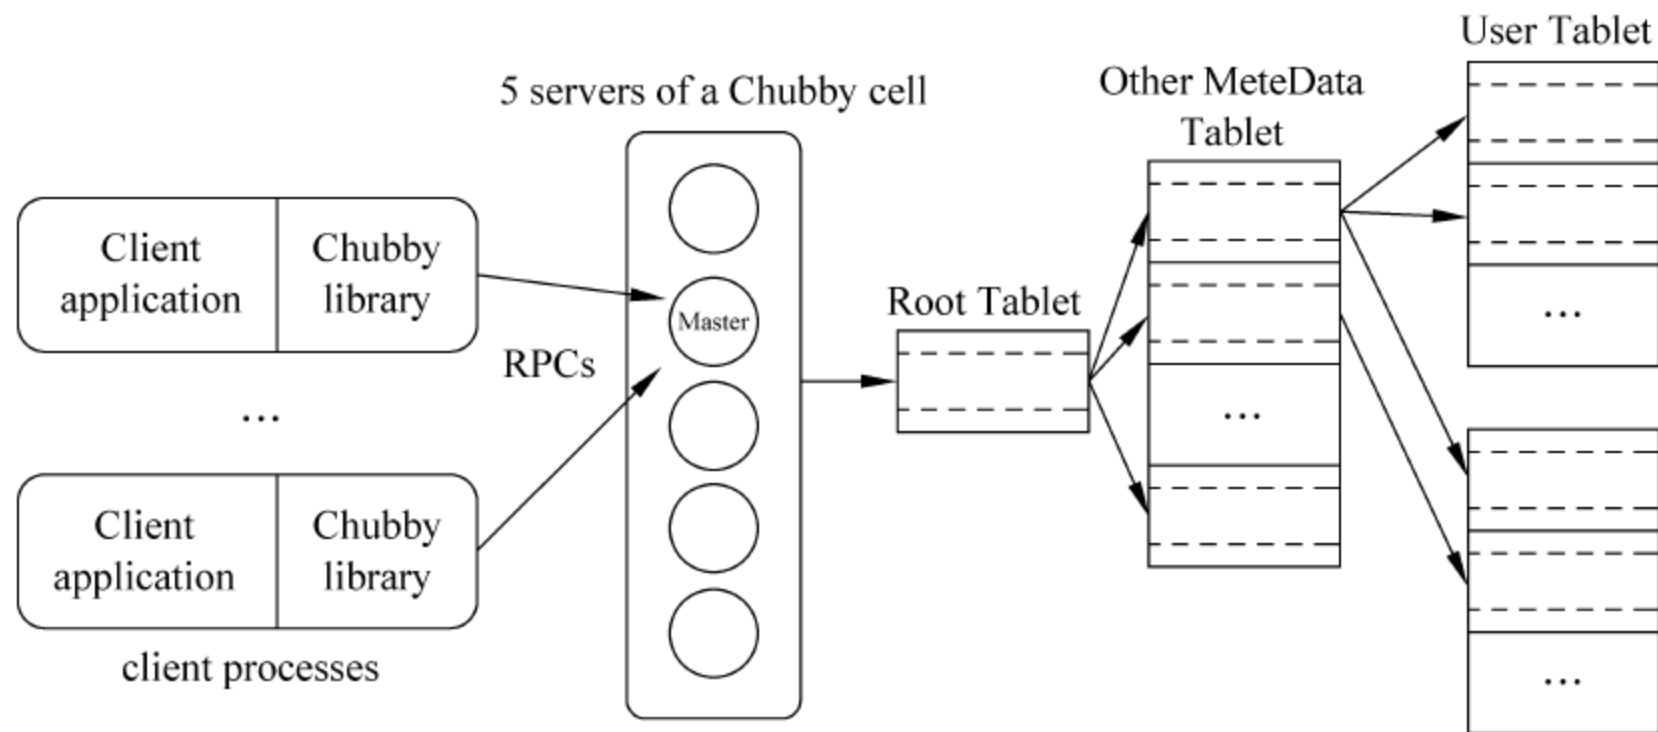 User Tablet
Other MeteData
Tablet
5 servers of a Chubby cell
Client
application
Chubby
library
Master
Root Tablet
RPCs
...
...
...
Client
application
Chubby
library
client processes
...